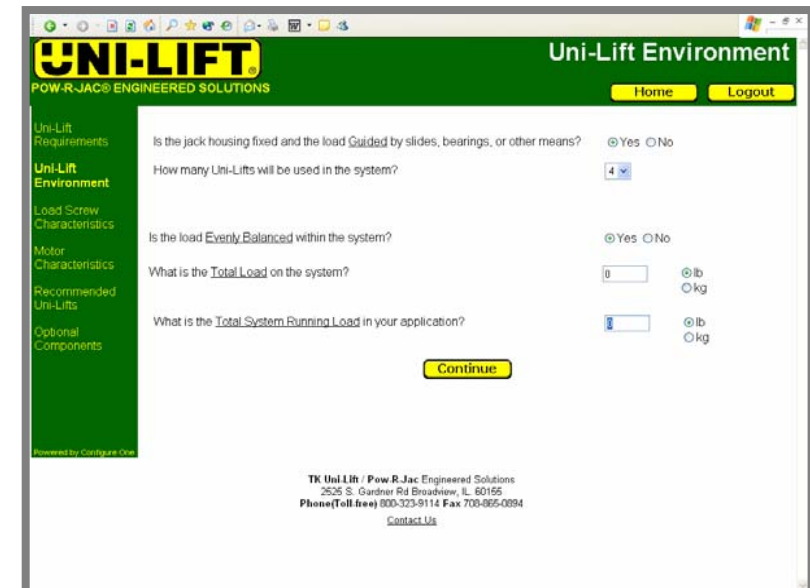 UNI-LIFT®
POW-R-JAC® ENGINEERED SOLUTIONS
Uni-Lift Environment
Home
Logout
Uni-Lift
Requirements
Uni-Lift
Environment
Load Screw
Characteristics
Motor
Characteristics
Recommended
Uni-Lifts
Optional
Components
Powered by Configure One
Is the jack housing fixed and the load Guided by slides, bearings, or other means? Yes No
How many Uni-Lifts will be used in the system? 4
Is the load Evenly Balanced within the system? Yes No
What is the Total Load on the system? 0 lb
kg
What is the Total System Running Load in your application? 0 lb
kg
Continue
TK Uni-Lift / Pow-R-Jac Engineered Solutions
2525 S. Gardner Rd Broadview, IL. 60155
Phone(Toll-free) 800-323-9114 Fax 708-865-0894
Contact Us